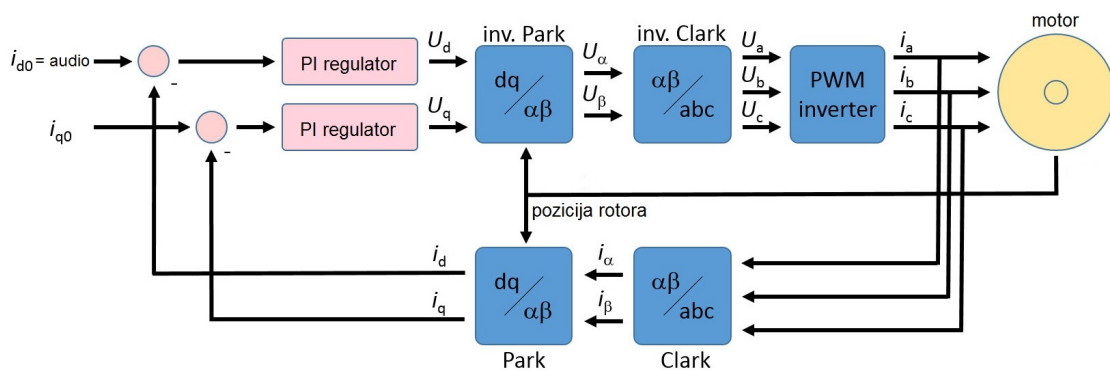 motor
inv. Park
inv. Clark
i_d0 = audio
PI regulator
U_d
dq
αβ
U_α
U_β
αβ
abc
U_a
U_b
U_c
PWM
inverter
i_a
i_b
i_c
-
i_q0
PI regulator
U_q
-
pozicija rotora
i_d
i_q
dq
αβ
i_α
i_β
αβ
abc
Park
Clark